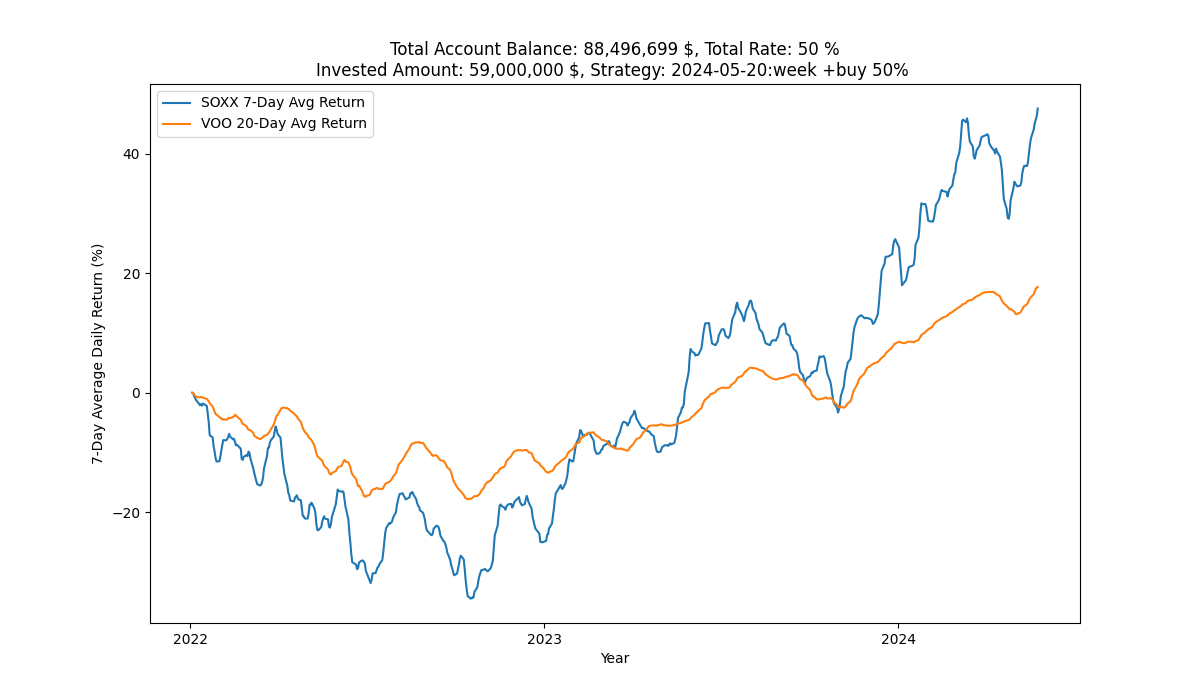 Total Account Balance: 88,496,699 $, Total Rate: 50 %
Invested Amount: 59,000,000 $, Strategy: 2024-05-20:week +buy 50%
SOXX 7-Day Avg Return
VOO 20-Day Avg Return
7-Day Average Daily Return (%)
40
20
0
−20
2022
2023
2024
Year